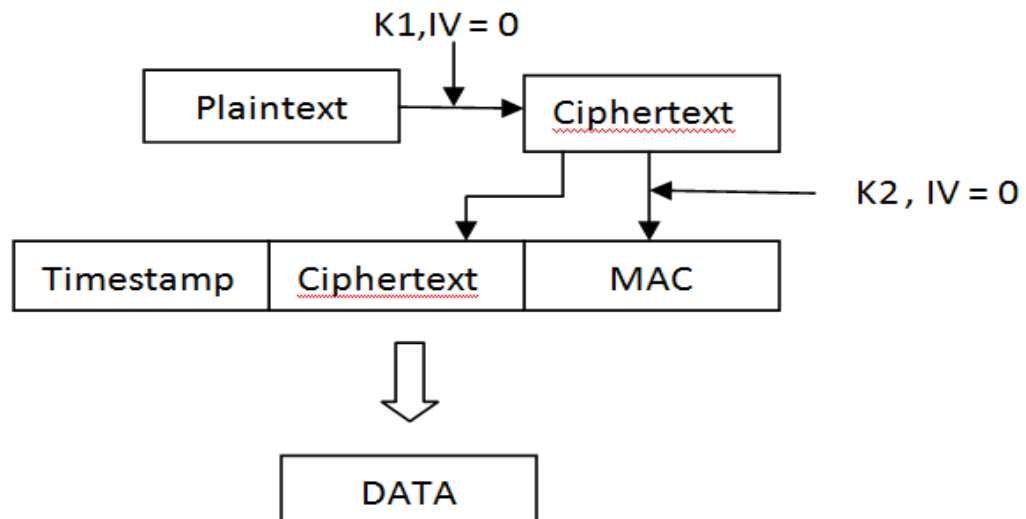 K1,IV = 0
Plaintext
Ciphertext
K2 , IV = 0
Timestamp
Ciphertext
MAC
DATA